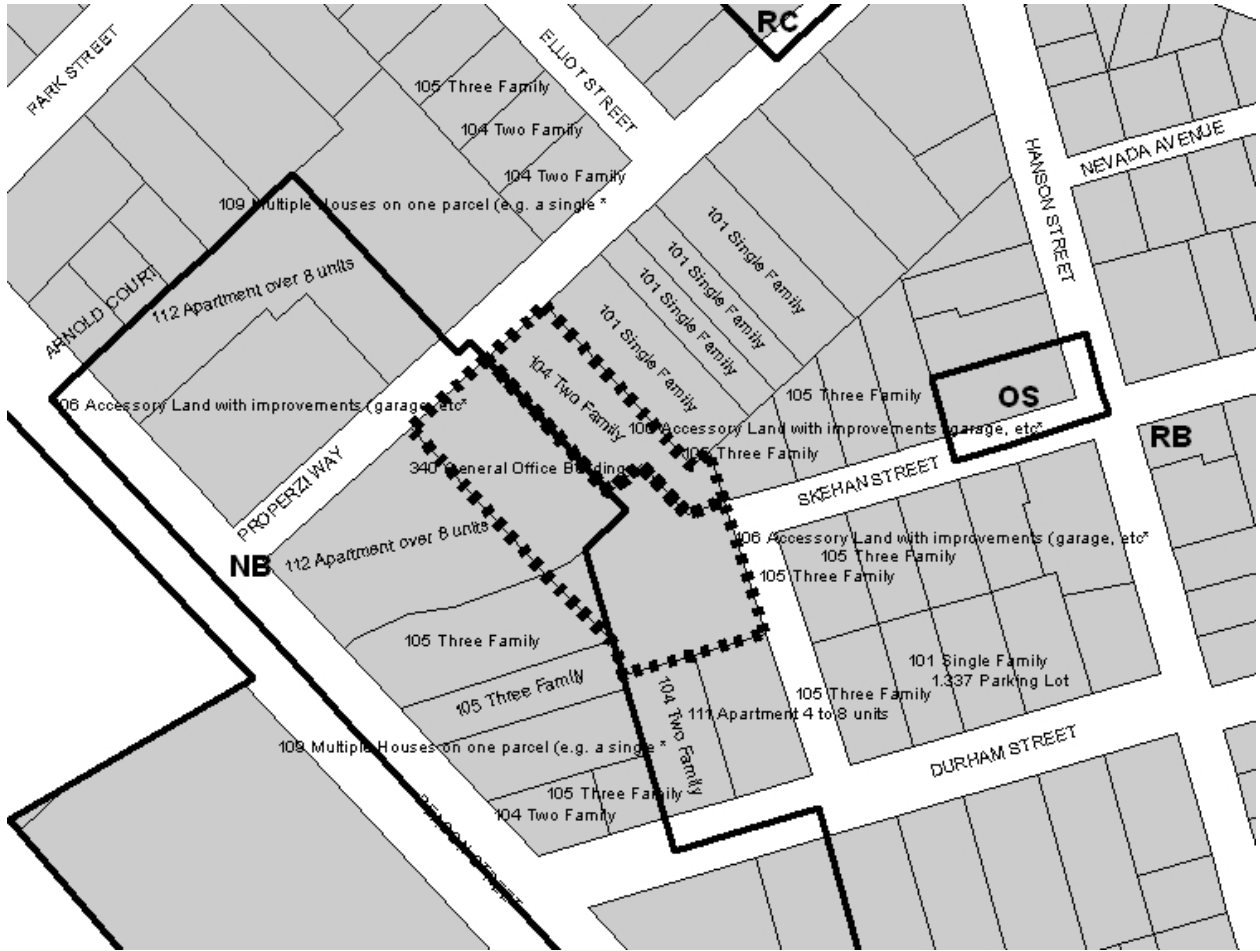 RC
PARK STREET
ELLIOT STREET
105 Three Family
104 Two Family
104 Two Family
HANSON STREET
NEVADA AVENUE
109 Multiple Houses on one parcel (e.g. a single *
101 Single Family
101 Single Family
101 Single Family
101 Single Family
112 Apartment over 8 units
ARNOLD COURT
104 Two Family
105 Three Family
OS
RB
106 Accessory Land with improvements (garage, etc*
106 Accessory Land with improvements (garage, etc*
105 Three Family
340 General Office Building
PROPERZI WAY
SKEHAN STREET
112 Apartment over 8 units
NB
106 Accessory Land with improvements (garage, etc*
105 Three Family
105 Three Family
105 Three Family
101 Single Family
1.337 Parking Lot
105 Three Family
105 Three Family
104 Two Family
111 Apartment 4 to 8 units
109 Multiple Houses on one parcel (e.g. a single *
DURHAM STREET
105 Three Family
104 Two Family
BEACON STREET